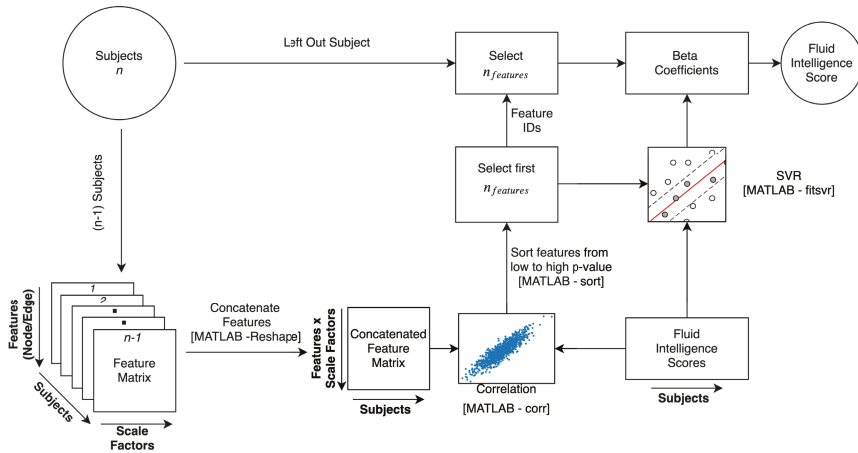 Subjects
n
Left Out Subject
Select
n features
Beta
Coefficients
Fluid
Intelligence
Score
Feature
IDs
(n-1) Subjects
Select first
n features
SVR
[MATLAB - fitsvr]
Sort features from
low to high p-value
[MATLAB - sort]
Features
(Node/Edge)
1
2
n-1
Feature
Matrix
Subjects
Scale
Factors
Concatenate
Features
[MATLAB -Reshape]
Features x
Scale Factors
Concatenated
Feature
Matrix
Subjects
Correlation
[MATLAB - corr]
Fluid
Intelligence
Scores
Subjects